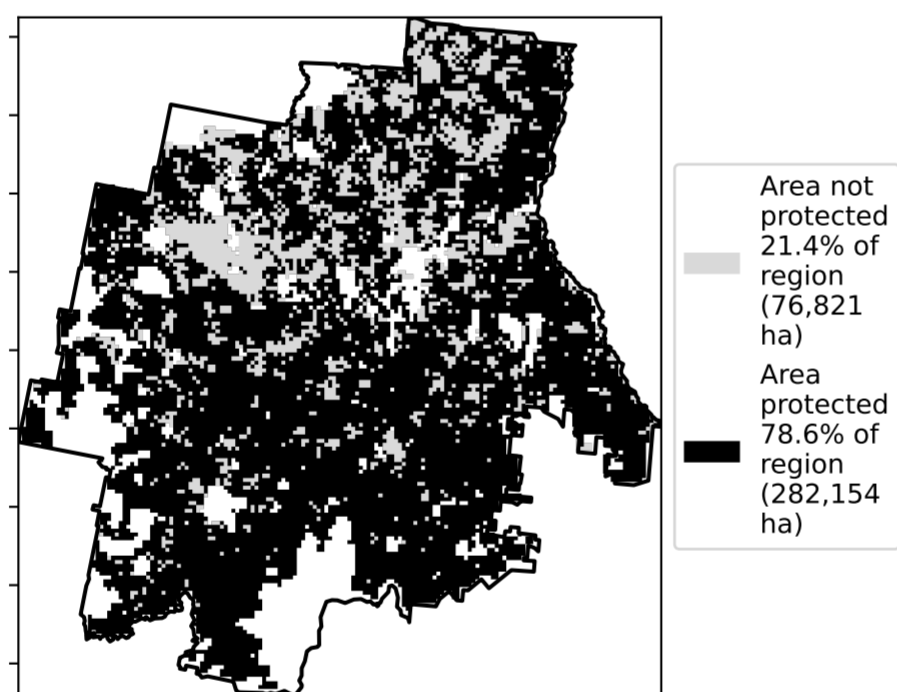 Area not
protected
21.4% of
region
(76,821
ha)
Area
protected
78.6% of
region
(282,154
ha)